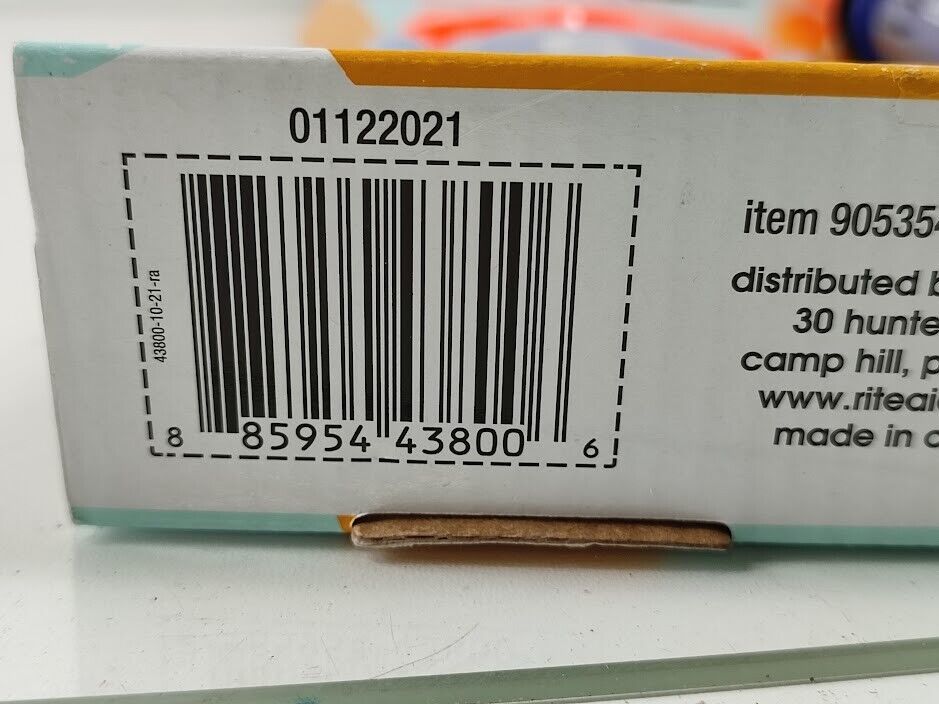 01122021
43800-10-21-ra
8 85954 43800 6
item 90535
distributed
30 hunte
camp hill, p
www.riteai
made in